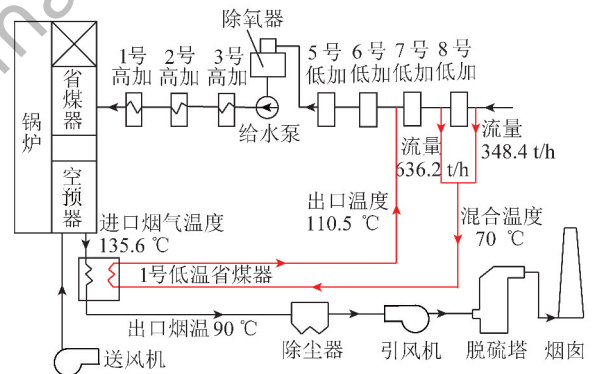 除氧器
1号
高加
2号
高加
3号
高加
5号
低加
6号
低加
7号
低加
8号
低加
省煤器
锅炉
空预器
给水泵
流量
636.2 t/h
流量
348.4 t/h
进口烟气温度
135.6 ℃
出口温度
110.5 ℃
混合温度
70 ℃
1号低温省煤器
出口烟温90 ℃
送风机
除尘器
引风机
脱硫塔
烟囱